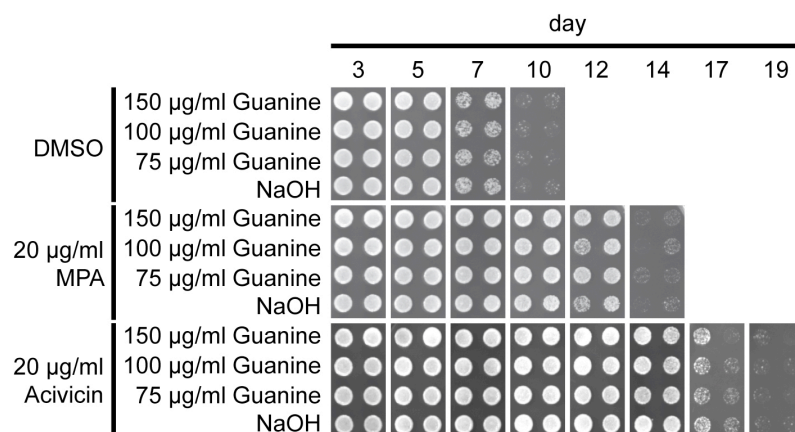 day
3 5 7 10 12 14 17 19
DMSO
150 µg/ml Guanine
100 µg/ml Guanine
75 µg/ml Guanine
NaOH
20 µg/ml
MPA
150 µg/ml Guanine
100 µg/ml Guanine
75 µg/ml Guanine
NaOH
20 µg/ml
Acivicin
150 µg/ml Guanine
100 µg/ml Guanine
75 µg/ml Guanine
NaOH